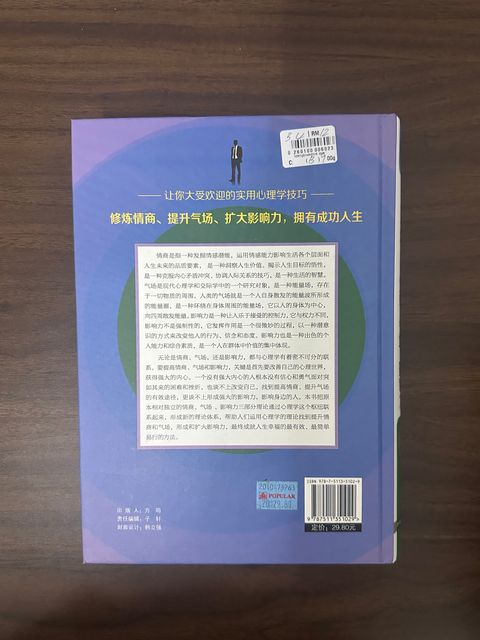 RM 12
0 260100 606023
C
00g
让你大受欢迎的实用心理学技巧
修炼情商、提升气场、扩大影响力，拥有成功人生
情商是指一种发掘情感潜能，运用情感能力影响生活各个层面和
人生未来的品质要素，是一种洞察人生价值、揭示人生目标的悟性，
是一种克服内心矛盾冲突、协调人际关系的技巧，是一种生活的智慧。
气场是现代心理学和交际学中的一个研究对象，是一种能量场，存在
于一切物质的周围，人类的气场就是一个人自身散发的能量波所形成
的能量圈，是一种环绕在身体周围的能量场，它以人的身体为中心，
向四周散发能量。影响力是一种让人乐于接受的控制力，它与权力不同，
影响力不是强制性的，它发挥作用是一个很微妙的过程，以一种潜意
识的方式来改变他人的行为、信念和态度。影响力也是一种出色的个
人能力和综合素质，是一个人在群体中价值的集中体现。
无论是情商、气场，还是影响力，都与心理学有着密不可分的联
系。要提高情商、气场和影响力，关键是首先要改善自己的心理世界，
获得强大的内心。一个没有强大内心的人根本没有信心和勇气面对突
如其来的困难和挫折，也谈不上改变自己，找到提高情商、提升气场
的有效途径，更谈不上形成强大的影响力，影响身边的人。本书把原
本相对独立的情商、气场、影响力三部分理论通过心理学这个枢纽联
系起来，形成新的理论体系，帮助人们运用心理学的理论找到提升情
商和气场，形成和扩大影响力，最终成就人生幸福的最有效、最简单
易行的方法。
出版人：方鸣
责任编辑：子轩
封面设计：韩立强
POPULAR
ISBN 978-7-5113-5102-9
9 787511 351029 >
定价：29.80元